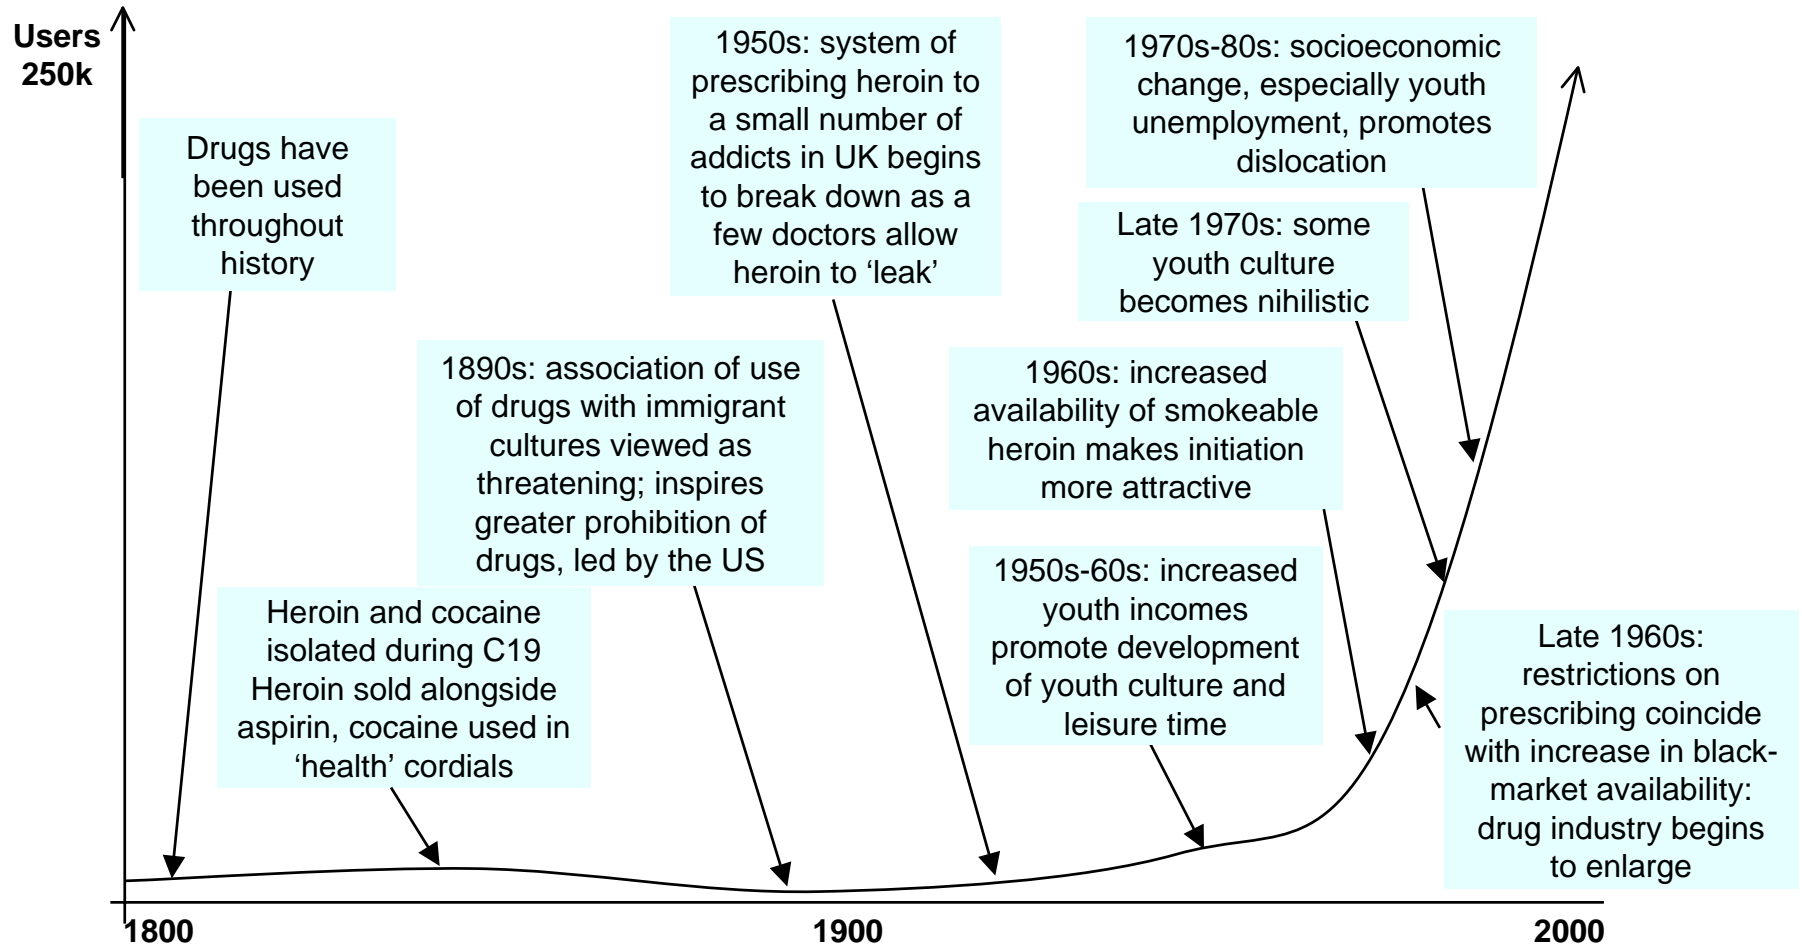 Users
250k
Drugs have
been used
throughout
history
Heroin and cocaine
isolated during C19
Heroin sold alongside
aspirin, cocaine used in
‘health’ cordials
1890s: association of use
of drugs with immigrant
cultures viewed as
threatening; inspires
greater prohibition of
drugs, led by the US
1950s: system of
prescribing heroin to
a small number of
addicts in UK begins
to break down as a
few doctors allow
heroin to ‘leak’
1950s-60s: increased
youth incomes
promote development
of youth culture and
leisure time
1960s: increased
availability of smokeable
heroin makes initiation
more attractive
Late 1970s: some
youth culture
becomes nihilistic
1970s-80s: socioeconomic
change, especially youth
unemployment, promotes
dislocation
Late 1960s:
restrictions on
prescribing coincide
with increase in black-
market availability:
drug industry begins
to enlarge
1800
1900
2000